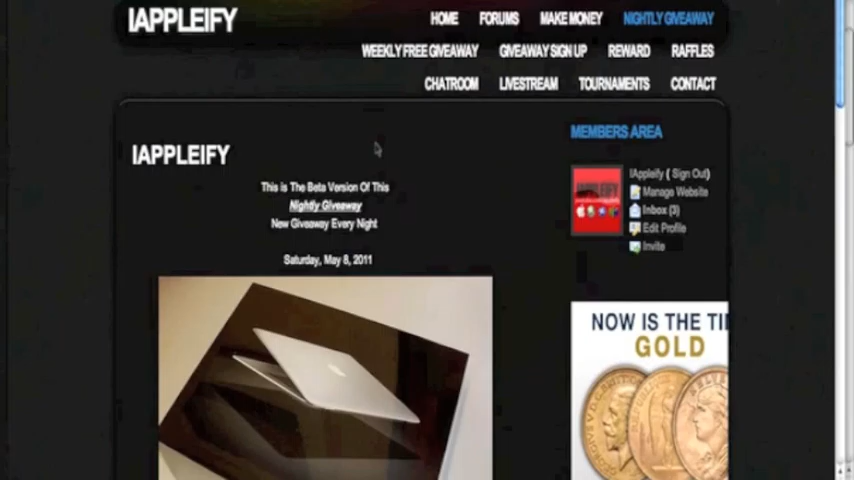 IAPPLEIFY
HOME FORUMS MAKE MONEY NIGHTLY GIVEAWAY
WEEKLY FREE GIVEAWAY GIVEAWAY SIGN UP REWARD RAFFLES
CHATROOM LIVESTREAM TOURNAMENTS CONTACT
IAPPLEIFY
This is The Beta Version Of This
Nightly Giveaway
New Giveaway Every Night
Saturday, May 8, 2011
MEMBERS AREA
IAppleify ( Sign Out)
Manage Website
Inbox (3)
Edit Profile
Invite
IAPPLEIFY
NOW IS THE TI
GOLD